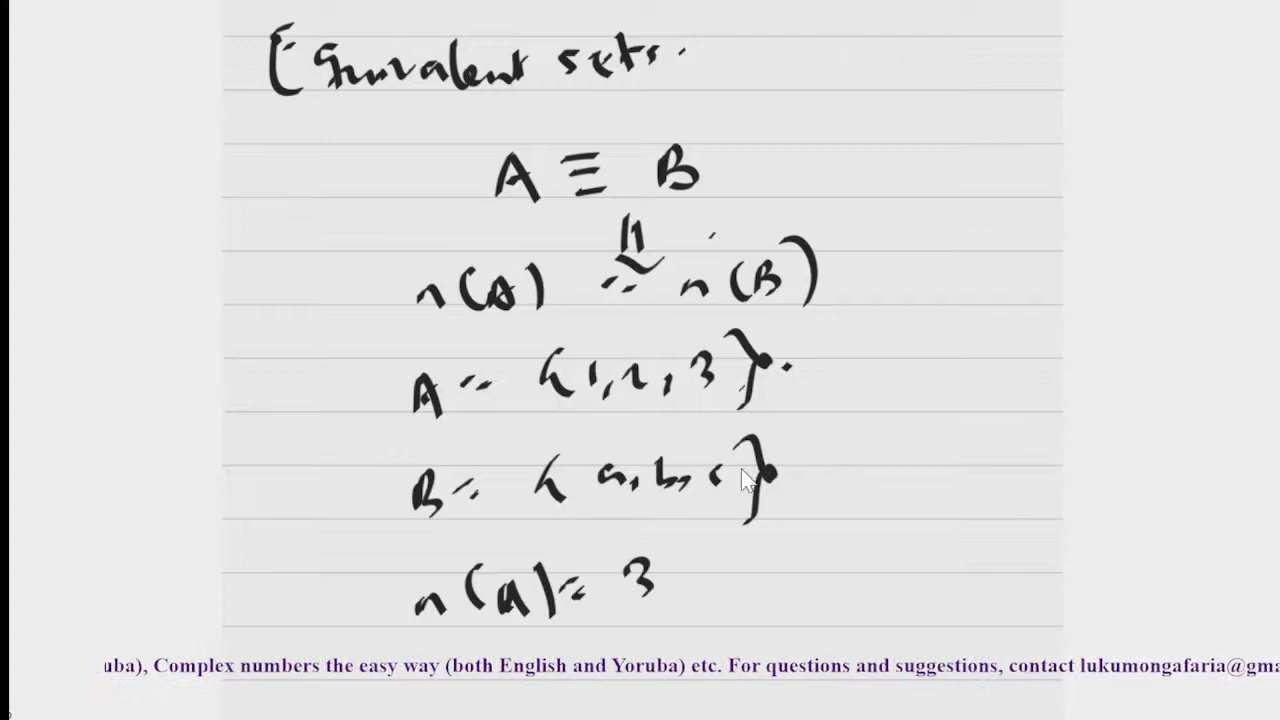 Equivalent sets.
A ≡ B
⇓
n(A) = n(B)
A = {1, 2, 3}.
B = {a, b, c}
n(A) = 3
uba), Complex numbers the easy way (both English and Yoruba) etc. For questions and suggestions, contact lukumongafaria@gma